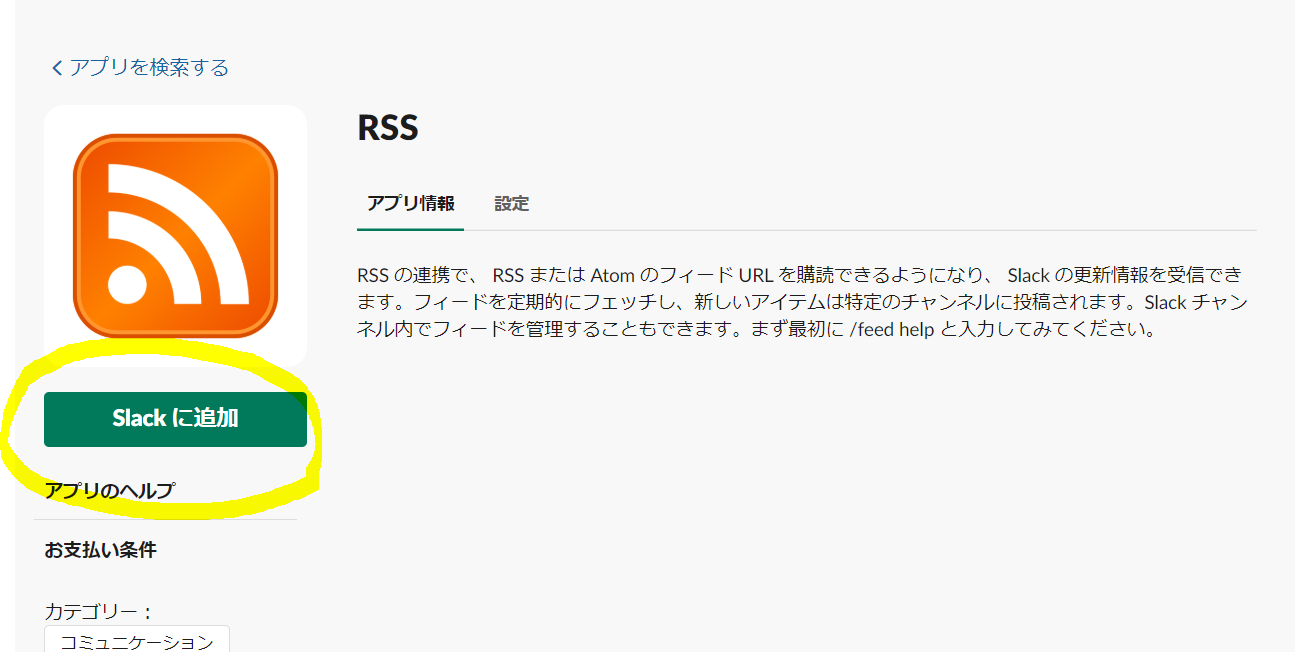 アプリを検索する
RSS
アプリ情報 設定
RSS の連携で、 RSS または Atom のフィード URL を購読できるようになり、 Slack の更新情報を受信でき
ます。フィードを定期的にフェッチし、新しいアイテムは特定のチャンネルに投稿されます。Slack チャン
ネル内でフィードを管理することもできます。まず最初に /feed help と入力してみてください。
Slack に追加
アプリのヘルプ
お支払い条件
カテゴリー：
コミュニケーション